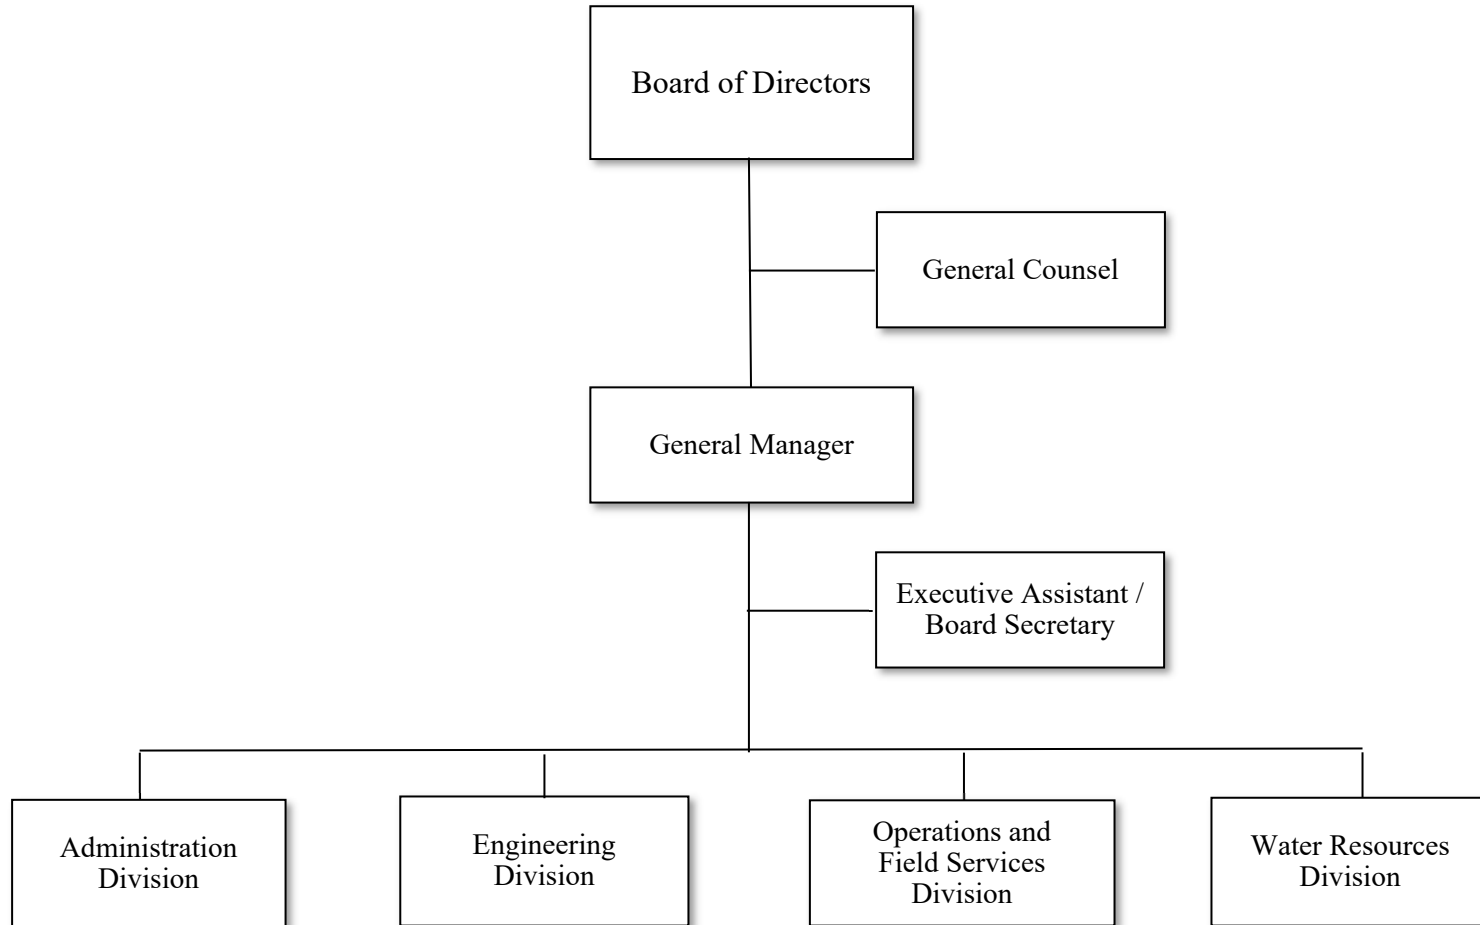 Board of Directors
General Counsel
General Manager
Executive Assistant /
Board Secretary
Administration
Division
Engineering
Division
Operations and
Field Services
Division
Water Resources
Division